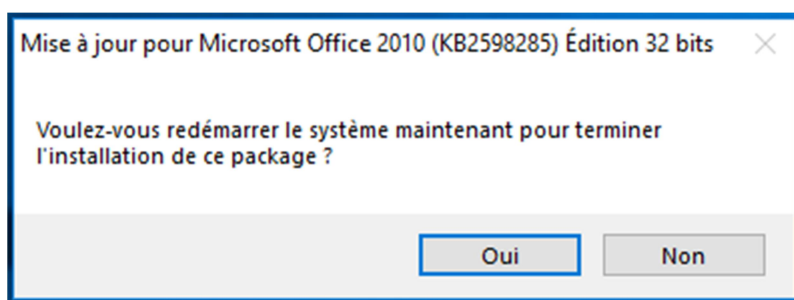 Mise à jour pour Microsoft Office 2010 (KB2598285) Édition 32 bits
Voulez-vous redémarrer le système maintenant pour terminer
l'installation de ce package ?
Oui
Non